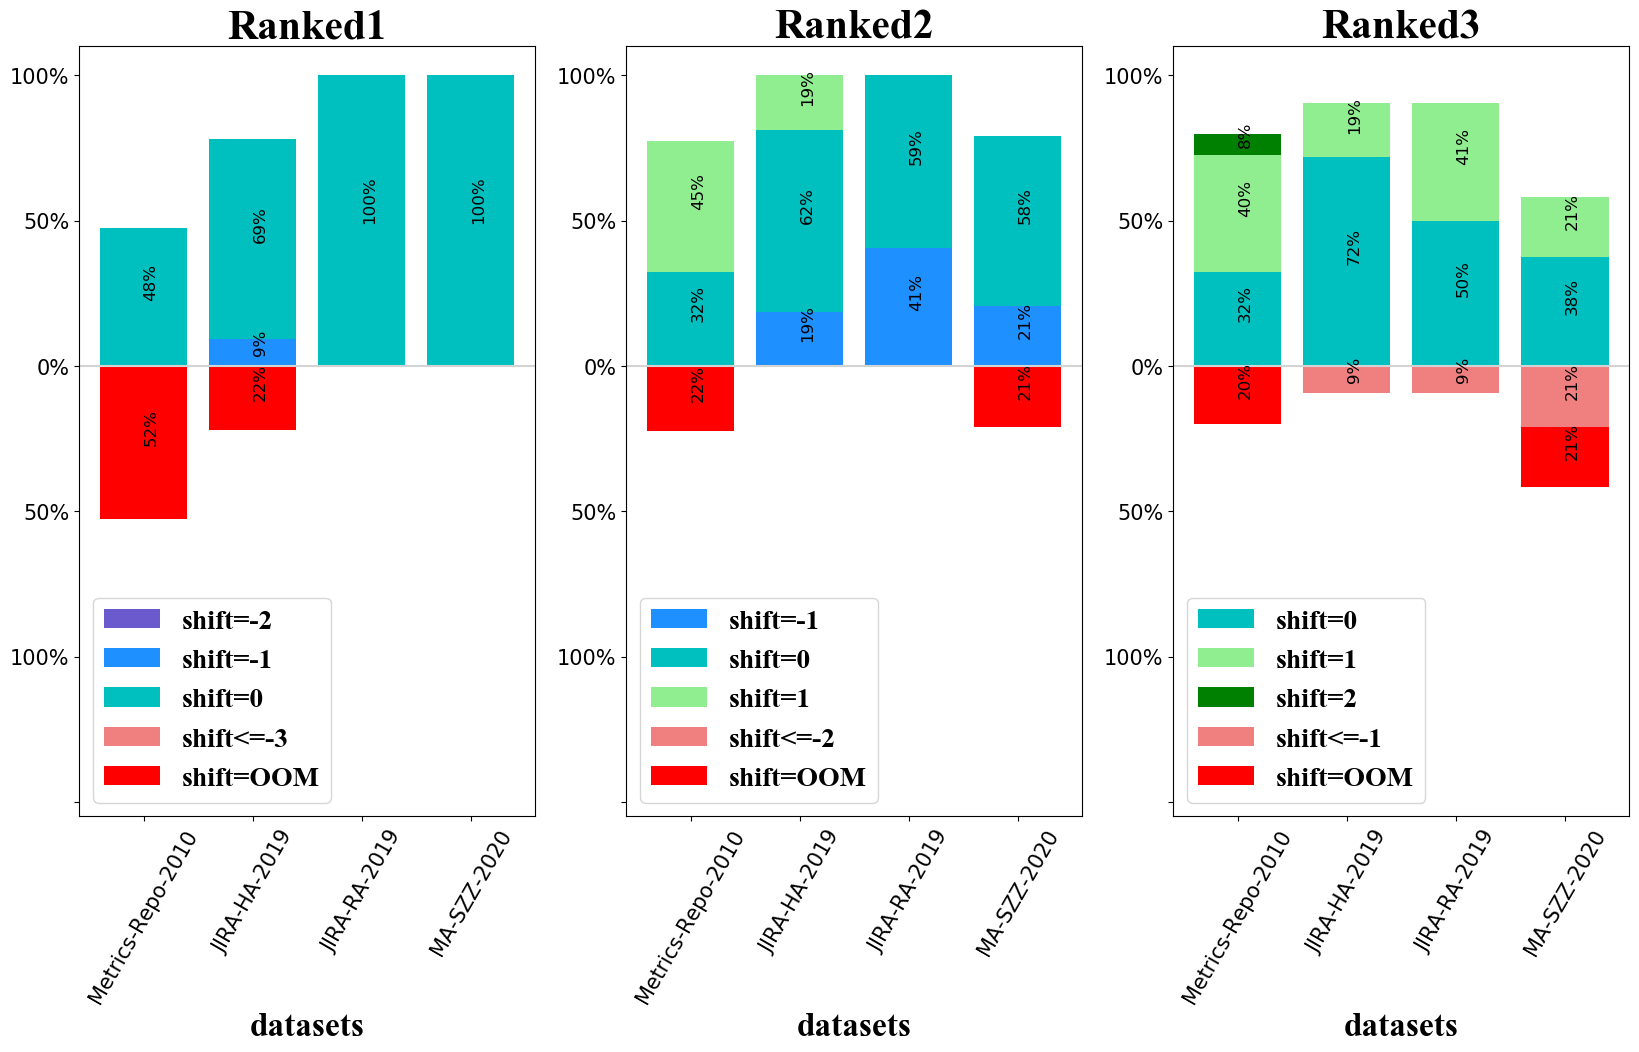 Ranked1
100%
50%
0%
50%
100%
48%
52%
69%
9%
22%
100%
100%
shift=-2
shift=-1
shift=0
shift<=-3
shift=OOM
Metrics-Repo-2010
JIRA-HA-2019
JIRA-RA-2019
MA-SZZ-2020
datasets
Ranked2
100%
50%
0%
50%
100%
45%
32%
22%
19%
62%
19%
59%
41%
58%
21%
21%
shift=-1
shift=0
shift=1
shift<=-2
shift=OOM
Metrics-Repo-2010
JIRA-HA-2019
JIRA-RA-2019
MA-SZZ-2020
datasets
Ranked3
100%
50%
0%
50%
100%
8%
40%
32%
20%
19%
72%
9%
41%
50%
9%
21%
38%
21%
21%
shift=0
shift=1
shift=2
shift<=-1
shift=OOM
Metrics-Repo-2010
JIRA-HA-2019
JIRA-RA-2019
MA-SZZ-2020
datasets